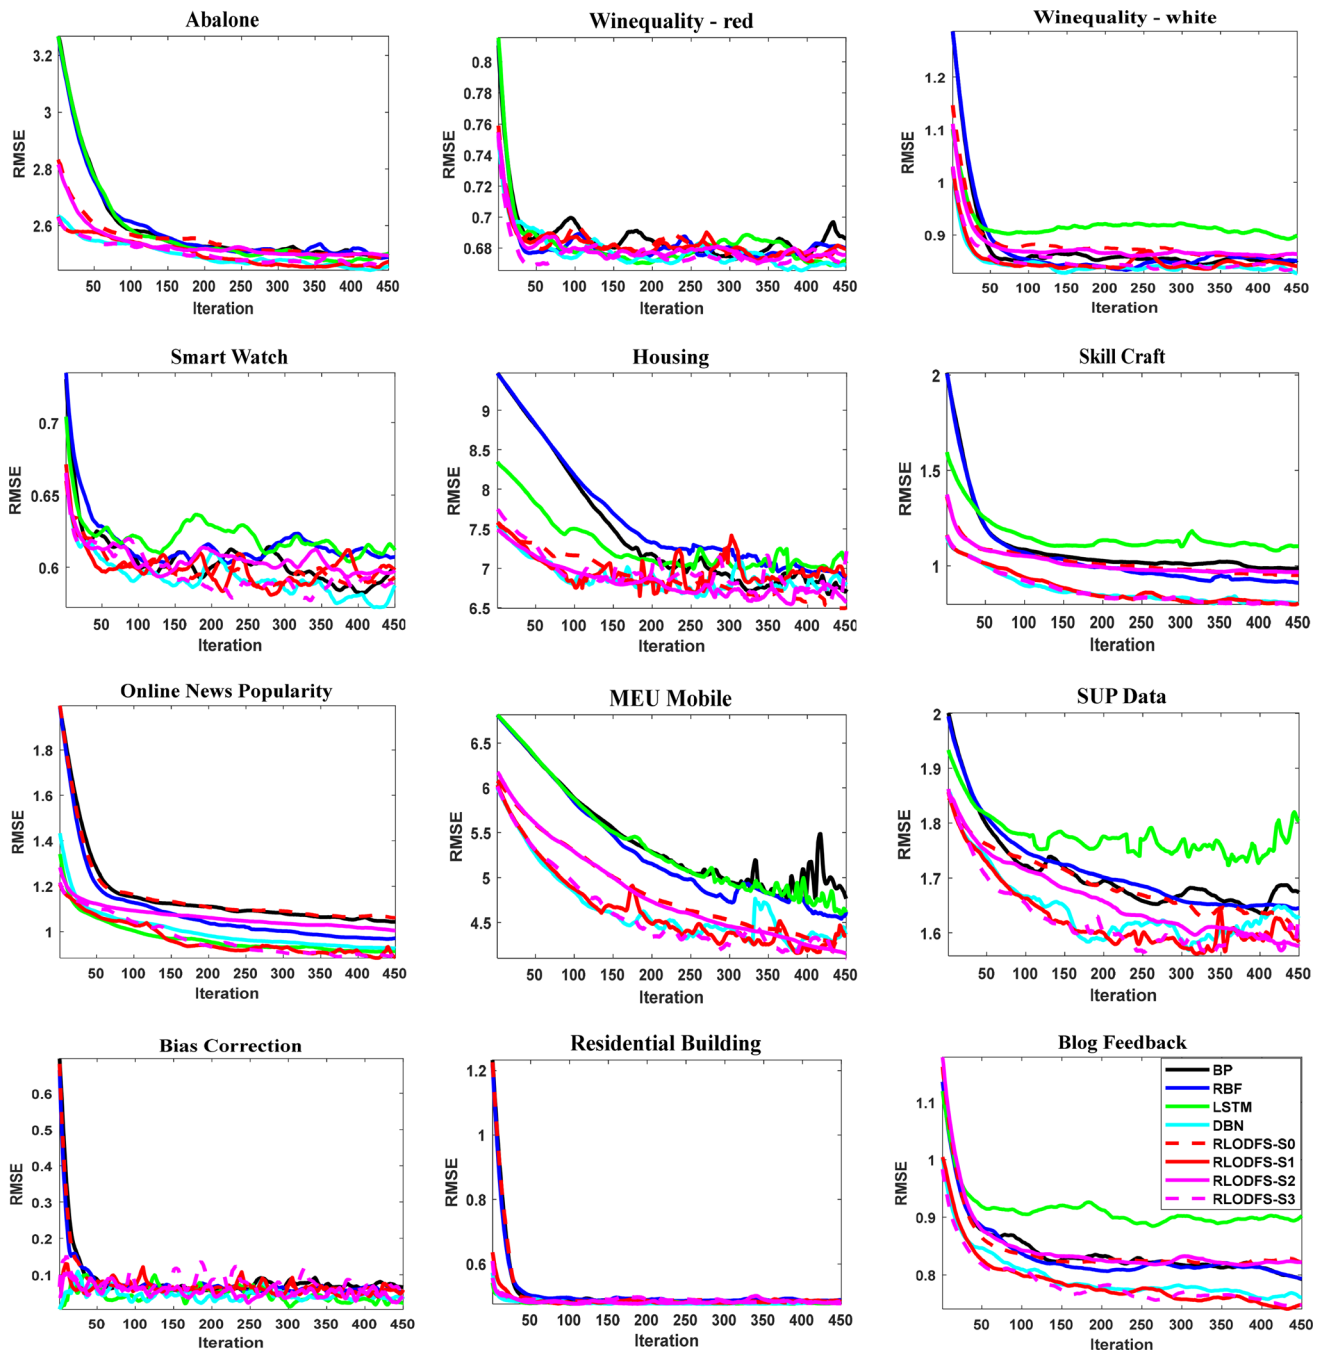 Abalone
3.2
3
2.8
2.6
RMSE
50 100 150 200 250 300 350 400 450
Iteration
Winequality - red
0.8
0.78
0.76
0.74
0.72
0.7
0.68
RMSE
50 100 150 200 250 300 350 400 450
Iteration
Winequality - white
1.2
1.1
1
0.9
RMSE
50 100 150 200 250 300 350 400 450
Iteration
Smart Watch
0.7
0.65
0.6
RMSE
50 100 150 200 250 300 350 400 450
Iteration
Housing
9
8.5
8
7.5
7
6.5
RMSE
50 100 150 200 250 300 350 400 450
Iteration
Skill Craft
2
1.5
1
RMSE
50 100 150 200 250 300 350 400 450
Iteration
Online News Popularity
1.8
1.6
1.4
1.2
1
RMSE
50 100 150 200 250 300 350 400 450
Iteration
MEU Mobile
6.5
6
5.5
5
4.5
RMSE
50 100 150 200 250 300 350 400 450
Iteration
SUP Data
2
1.9
1.8
1.7
1.6
RMSE
50 100 150 200 250 300 350 400 450
Iteration
Bias Correction
0.6
0.5
0.4
0.3
0.2
0.1
RMSE
50 100 150 200 250 300 350 400 450
Iteration
Residential Building
1.2
1
0.8
0.6
RMSE
50 100 150 200 250 300 350 400 450
Iteration
Blog Feedback
1.1
1
0.9
0.8
RMSE
BP
RBF
LSTM
DBN
RLODFS-S0
RLODFS-S1
RLODFS-S2
RLODFS-S3
50 100 150 200 250 300 350 400 450
Iteration